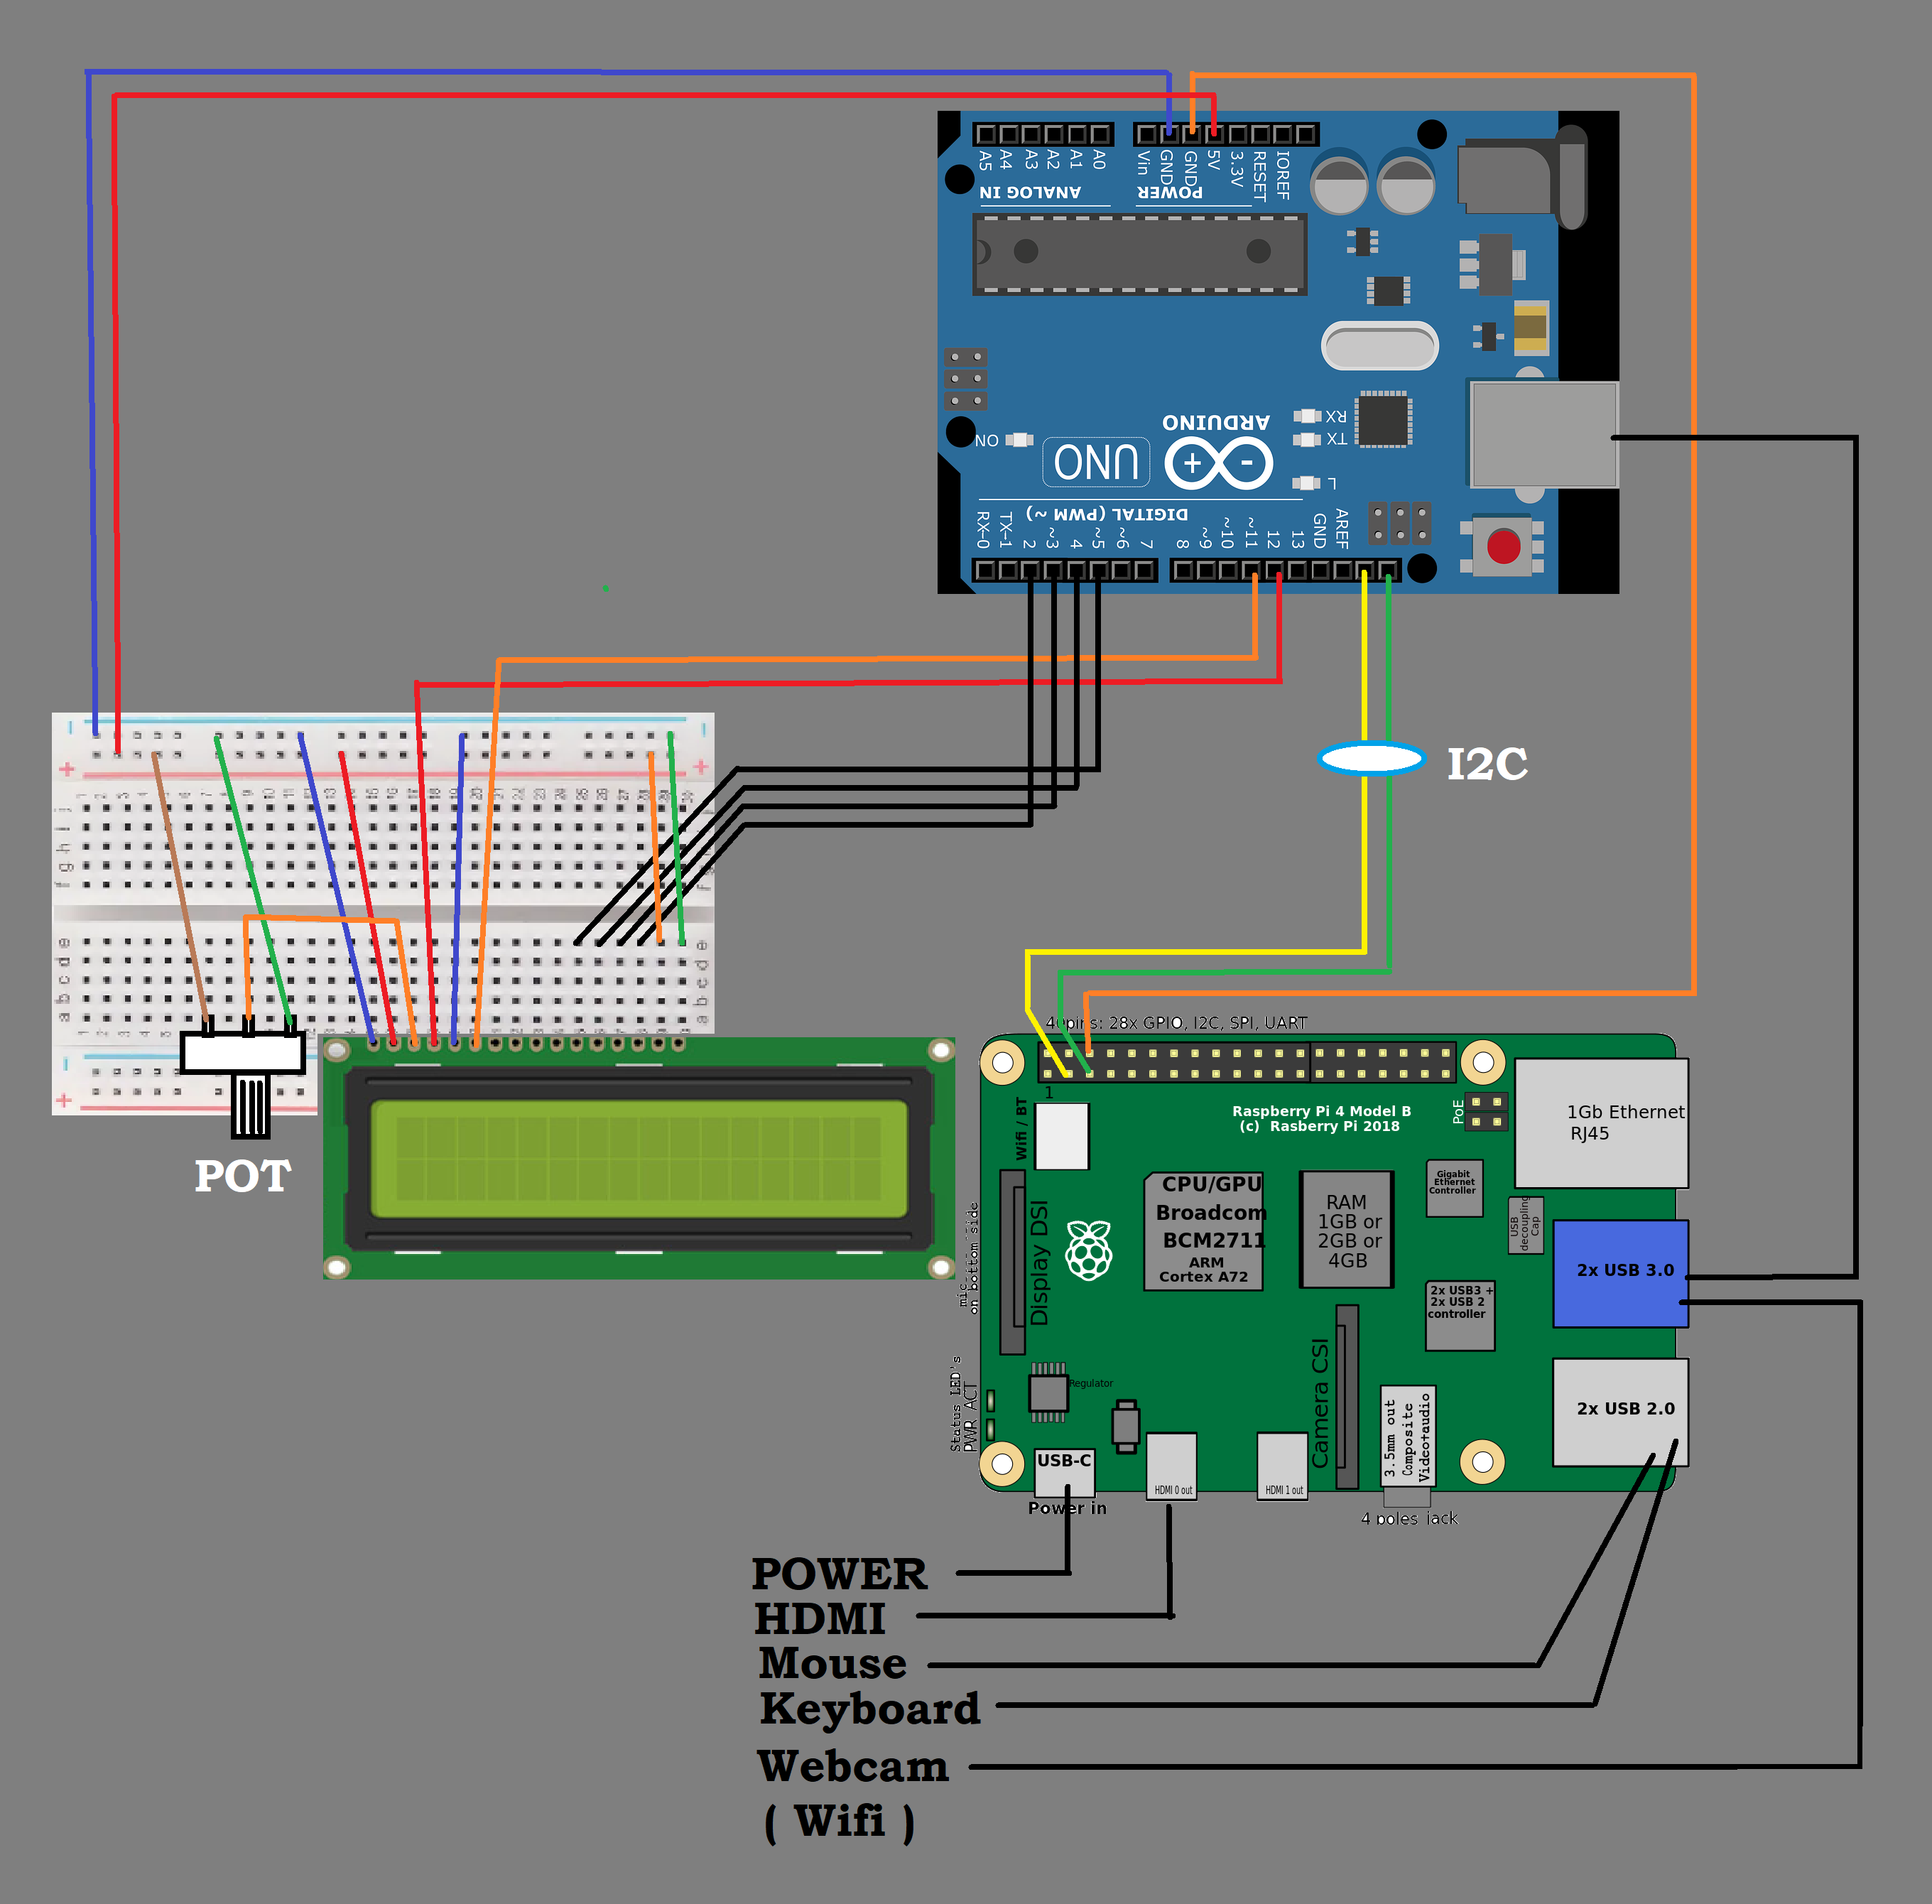 A5
A4
A3
A2
A1
A0
Vin
GND
GND
5V
3.3V
RESET
IOREF
ANALOG IN
POWER
RX
TX
ON
UNO
ARDUINO
L
DIGITAL (PWM ~)
RX-0
TX-1
2
~3
4
~5
~6
7
8
~9
~10
~11
12
13
GND
AREF
I2C
POT
40pins: 28x GPIO, I2C, SPI, UART
1
Wifi / BT
Raspberry Pi 4 Model B
(c) Rasberry Pi 2018
PoE
1Gb Ethernet
RJ45
Gigabit
Ethernet
Controller
USB
decoupling
Cap
CPU/GPU
Broadcom
BCM2711
ARM
Cortex A72
RAM
1GB or
2GB or
4GB
mic
on bottom side
Display DSI
2x USB 3.0
2x USB3 +
2x USB 2
controller
Status LED's
PWR ACT
Regulator
Camera CSI
3.5mm out
Composite
Video+audio
2x USB 2.0
USB-C
Power in
HDMI 0 out
HDMI 1 out
4 poles jack
POWER
HDMI
Mouse
Keyboard
Webcam
( Wifi )